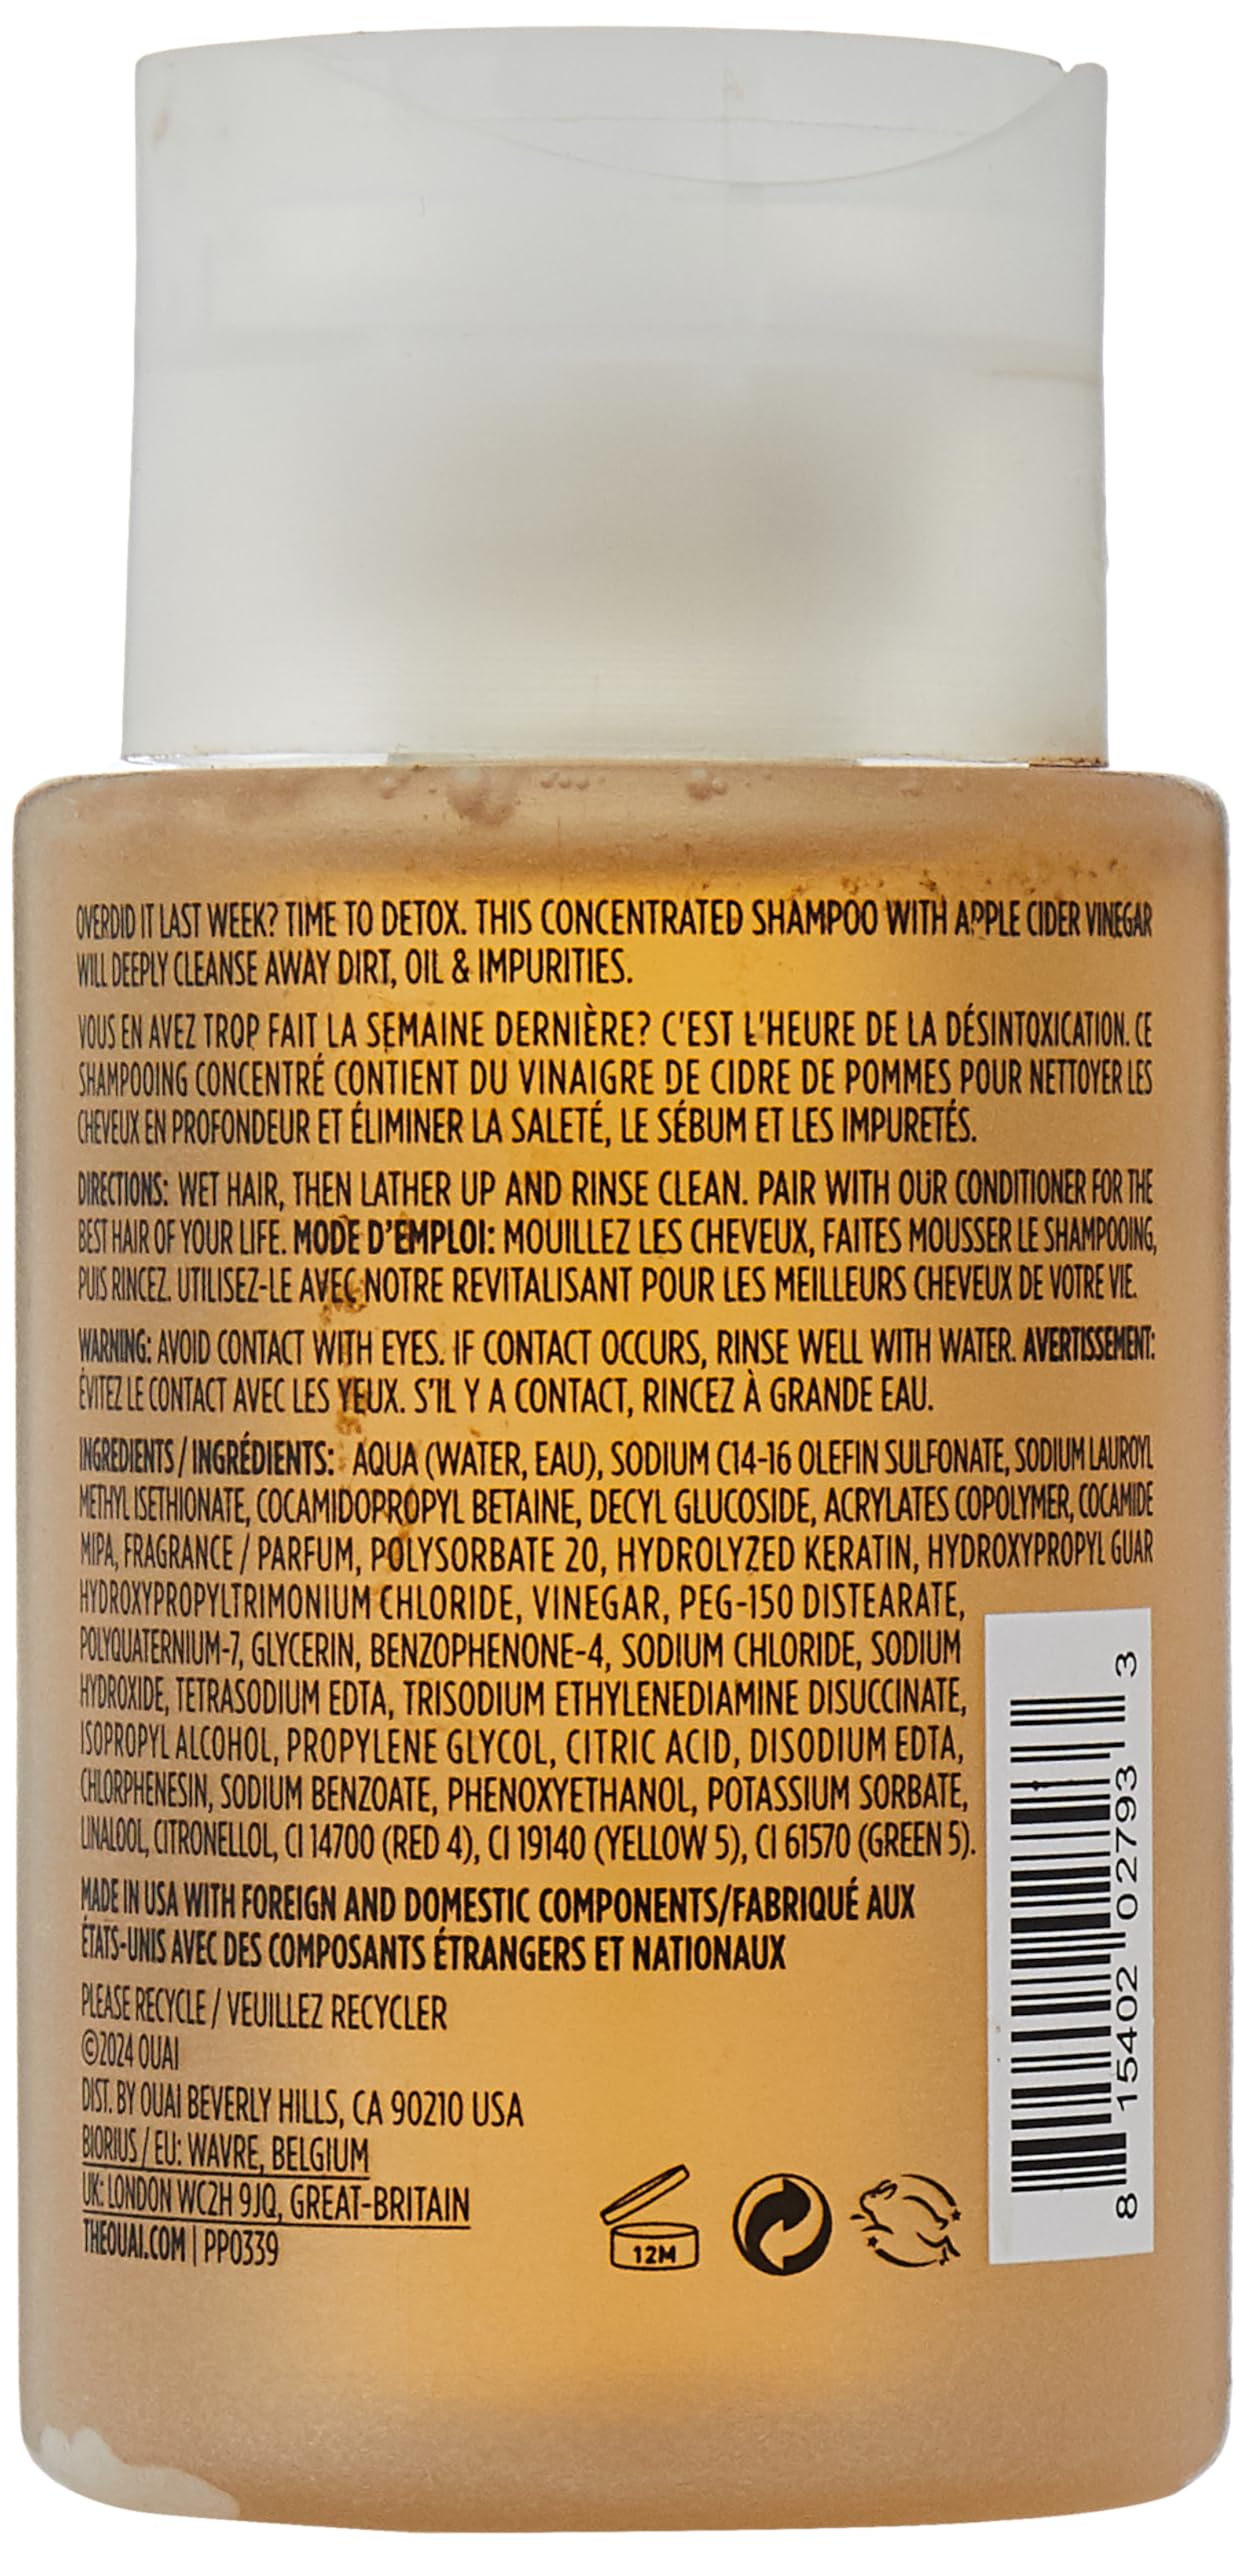 OVERDID IT LAST WEEK? TIME TO DETOX. THIS CONCENTRATED SHAMPOO WITH APPLE CIDER VINEGAR
WILL DEEPLY CLEANSE AWAY DIRT, OIL & IMPURITIES.
VOUS EN AVEZ TROP FAIT LA SEMAINE DERNIÈRE? C'EST L'HEURE DE LA DÉSINTOXICATION. CE
SHAMPOOING CONCENTRÉ CONTIENT DU VINAIGRE DE CIDRE DE POMMES POUR NETTOYER LES
CHEVEUX EN PROFONDEUR ET ÉLIMINER LA SALETÉ, LE SÉBUM ET LES IMPURETÉS.
DIRECTIONS: WET HAIR, THEN LATHER UP AND RINSE CLEAN. PAIR WITH OUR CONDITIONER FOR THE
BEST HAIR OF YOUR LIFE. MODE D'EMPLOI: MOUILLEZ LES CHEVEUX, FAITES MOUSSER LE SHAMPOOING,
PUIS RINCEZ. UTILISEZ-LE AVEC NOTRE REVITALISANT POUR LES MEILLEURS CHEVEUX DE VOTRE VIE.
WARNING: AVOID CONTACT WITH EYES. IF CONTACT OCCURS, RINSE WELL WITH WATER. AVERTISSEMENT:
ÉVITEZ LE CONTACT AVEC LES YEUX. S'IL Y A CONTACT, RINCEZ À GRANDE EAU.
INGREDIENTS / INGRÉDIENTS: AQUA (WATER, EAU), SODIUM C14-16 OLEFIN SULFONATE, SODIUM LAUROYL
METHYL ISETHIONATE, COCAMIDOPROPYL BETAINE, DECYL GLUCOSIDE, ACRYLATES COPOLYMER, COCAMIDE
MIPA, FRAGRANCE / PARFUM, POLYSORBATE 20, HYDROLYZED KERATIN, HYDROXYPROPYL GUAR
HYDROXYPROPYLTRIMONIUM CHLORIDE, VINEGAR, PEG-150 DISTEARATE,
POLYQUATERNIUM-7, GLYCERIN, BENZOPHENONE-4, SODIUM CHLORIDE, SODIUM
HYDROXIDE, TETRASODIUM EDTA, TRISODIUM ETHYLENEDIAMINE DISUCCINATE,
ISOPROPYL ALCOHOL, PROPYLENE GLYCOL, CITRIC ACID, DISODIUM EDTA,
CHLORPHENESIN, SODIUM BENZOATE, PHENOXYETHANOL, POTASSIUM SORBATE,
LINALOOL, CITRONELLOL, CI 14700 (RED 4), CI 19140 (YELLOW 5), CI 61570 (GREEN 5).
MADE IN USA WITH FOREIGN AND DOMESTIC COMPONENTS/FABRIQUÉ AUX
ÉTATS-UNIS AVEC DES COMPOSANTS ÉTRANGERS ET NATIONAUX
PLEASE RECYCLE / VEUILLEZ RECYCLER
©2024 OUAI
DIST. BY OUAI BEVERLY HILLS, CA 90210 USA
BIORIUS / EU: WAVRE, BELGIUM
UK: LONDON WC2H 9JQ, GREAT-BRITAIN
THEOUAI.COM | PP0339
12M
8 15402 02793 3